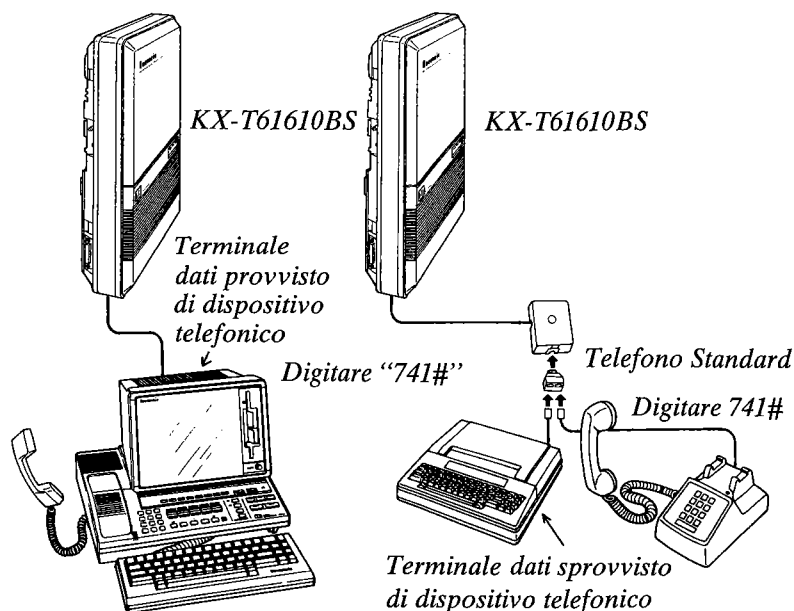 KX-T61610BS
KX-T61610BS
Terminale
dati provvisto
di dispositivo
telefonico
Digitare “741#”
Telefono Standard
Digitare 741#
Terminale dati sprovvisto
di dispositivo telefonico